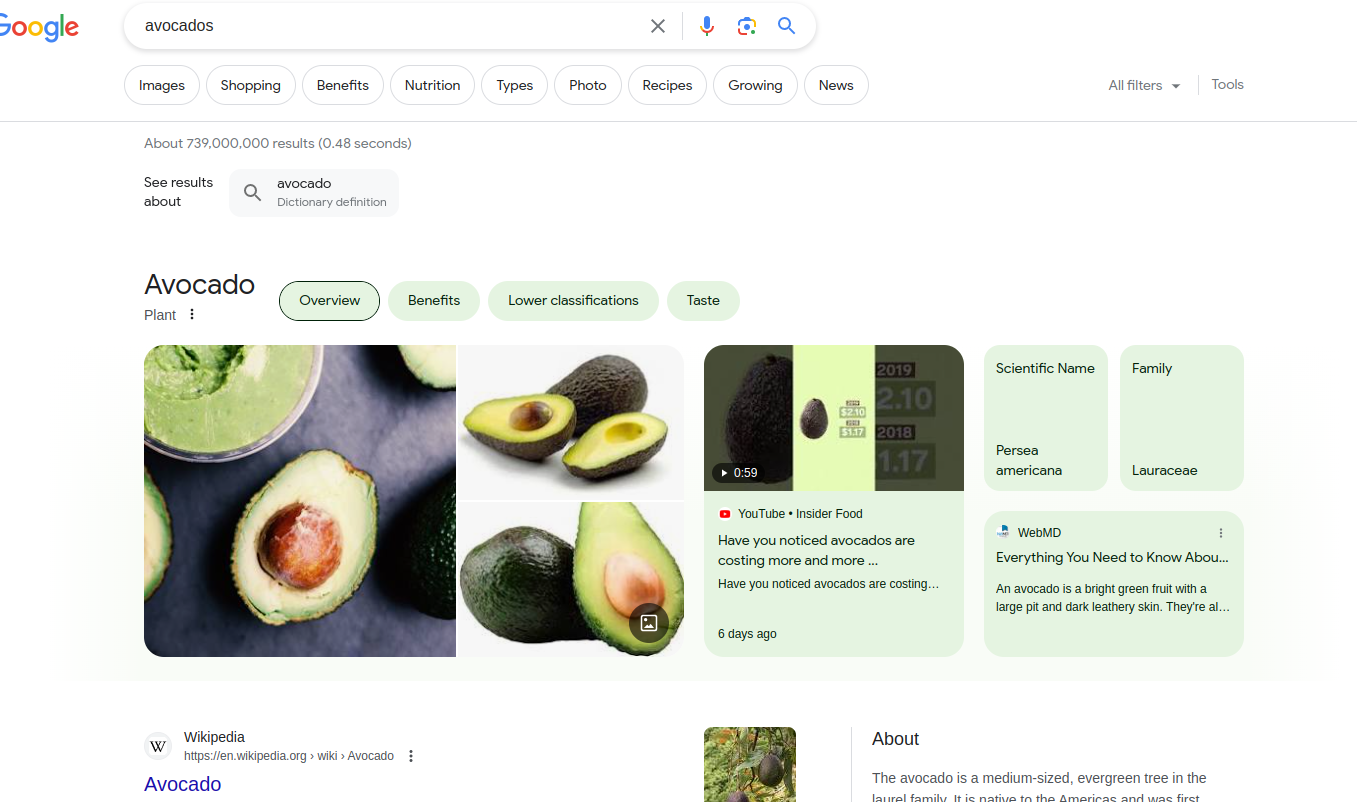 Google
avocados
Images
Shopping
Benefits
Nutrition
Types
Photo
Recipes
Growing
News
All filters
Tools
About 739,000,000 results (0.48 seconds)
See results
about
avocado
Dictionary definition
Avocado
Plant
Overview
Benefits
Lower classifications
Taste
2019
2.10
2018
1.17
2019
$2.10
2018
$1.17
0:59
YouTube • Insider Food
Have you noticed avocados are
costing more and more ...
Have you noticed avocados are costing…
6 days ago
Scientific Name
Persea
americana
Family
Lauraceae
WebMD
Everything You Need to Know Abou...
An avocado is a bright green fruit with a
large pit and dark leathery skin. They're al…
W
Wikipedia
https://en.wikipedia.org › wiki › Avocado
Avocado
About
The avocado is a medium-sized, evergreen tree in the
laurel family. It is native to the Americas and was first